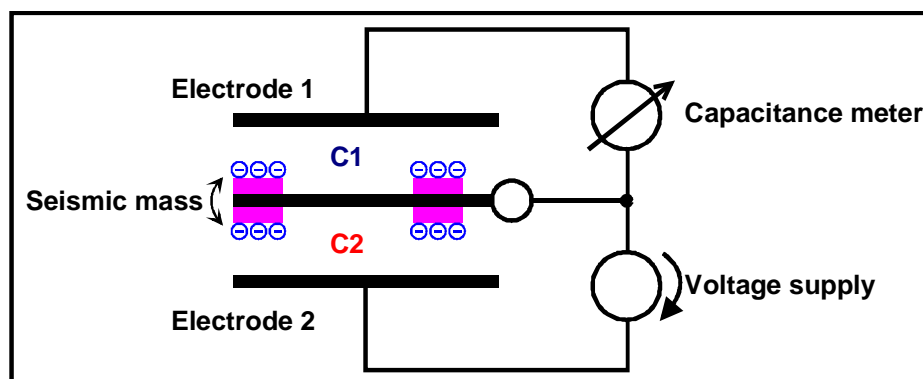 Electrode 1
Capacitance meter
C1
⊖⊖⊖ ⊖⊖⊖
Seismic mass
⊖⊖⊖ ⊖⊖⊖
C2
Voltage supply
Electrode 2